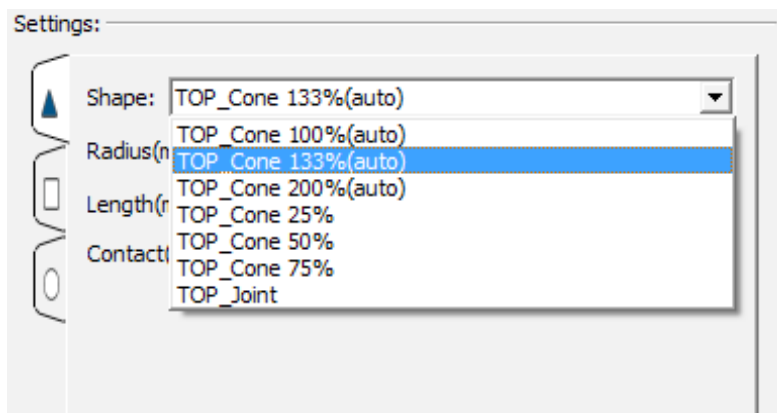 Settings:
Shape: TOP_Cone 133%(auto)
TOP_Cone 100%(auto)
Radius(
TOP_Cone 133%(auto)
TOP_Cone 200%(auto)
Length(
TOP_Cone 25%
TOP_Cone 50%
Contact(
TOP_Cone 75%
TOP_Joint